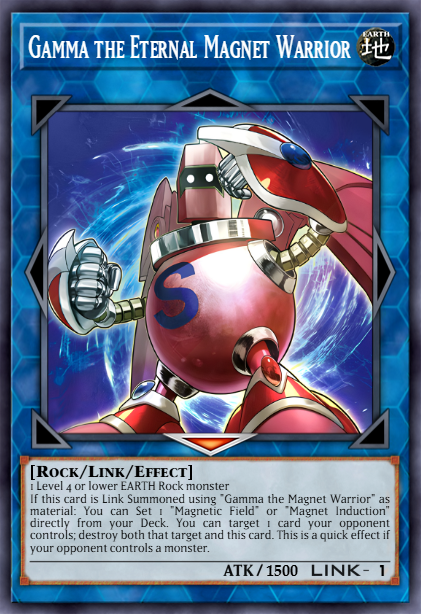 Gamma the Eternal Magnet Warrior
EARTH
地
S
[Rock/Link/Effect]
1 Level 4 or lower EARTH Rock monster
If this card is Link Summoned using "Gamma the Magnet Warrior" as
material: You can Set 1 "Magnetic Field" or "Magnet Induction"
directly from your Deck. You can target 1 card your opponent
controls; destroy both that target and this card. This is a quick effect if
your opponent controls a monster.
ATK / 1500 LINK- 1